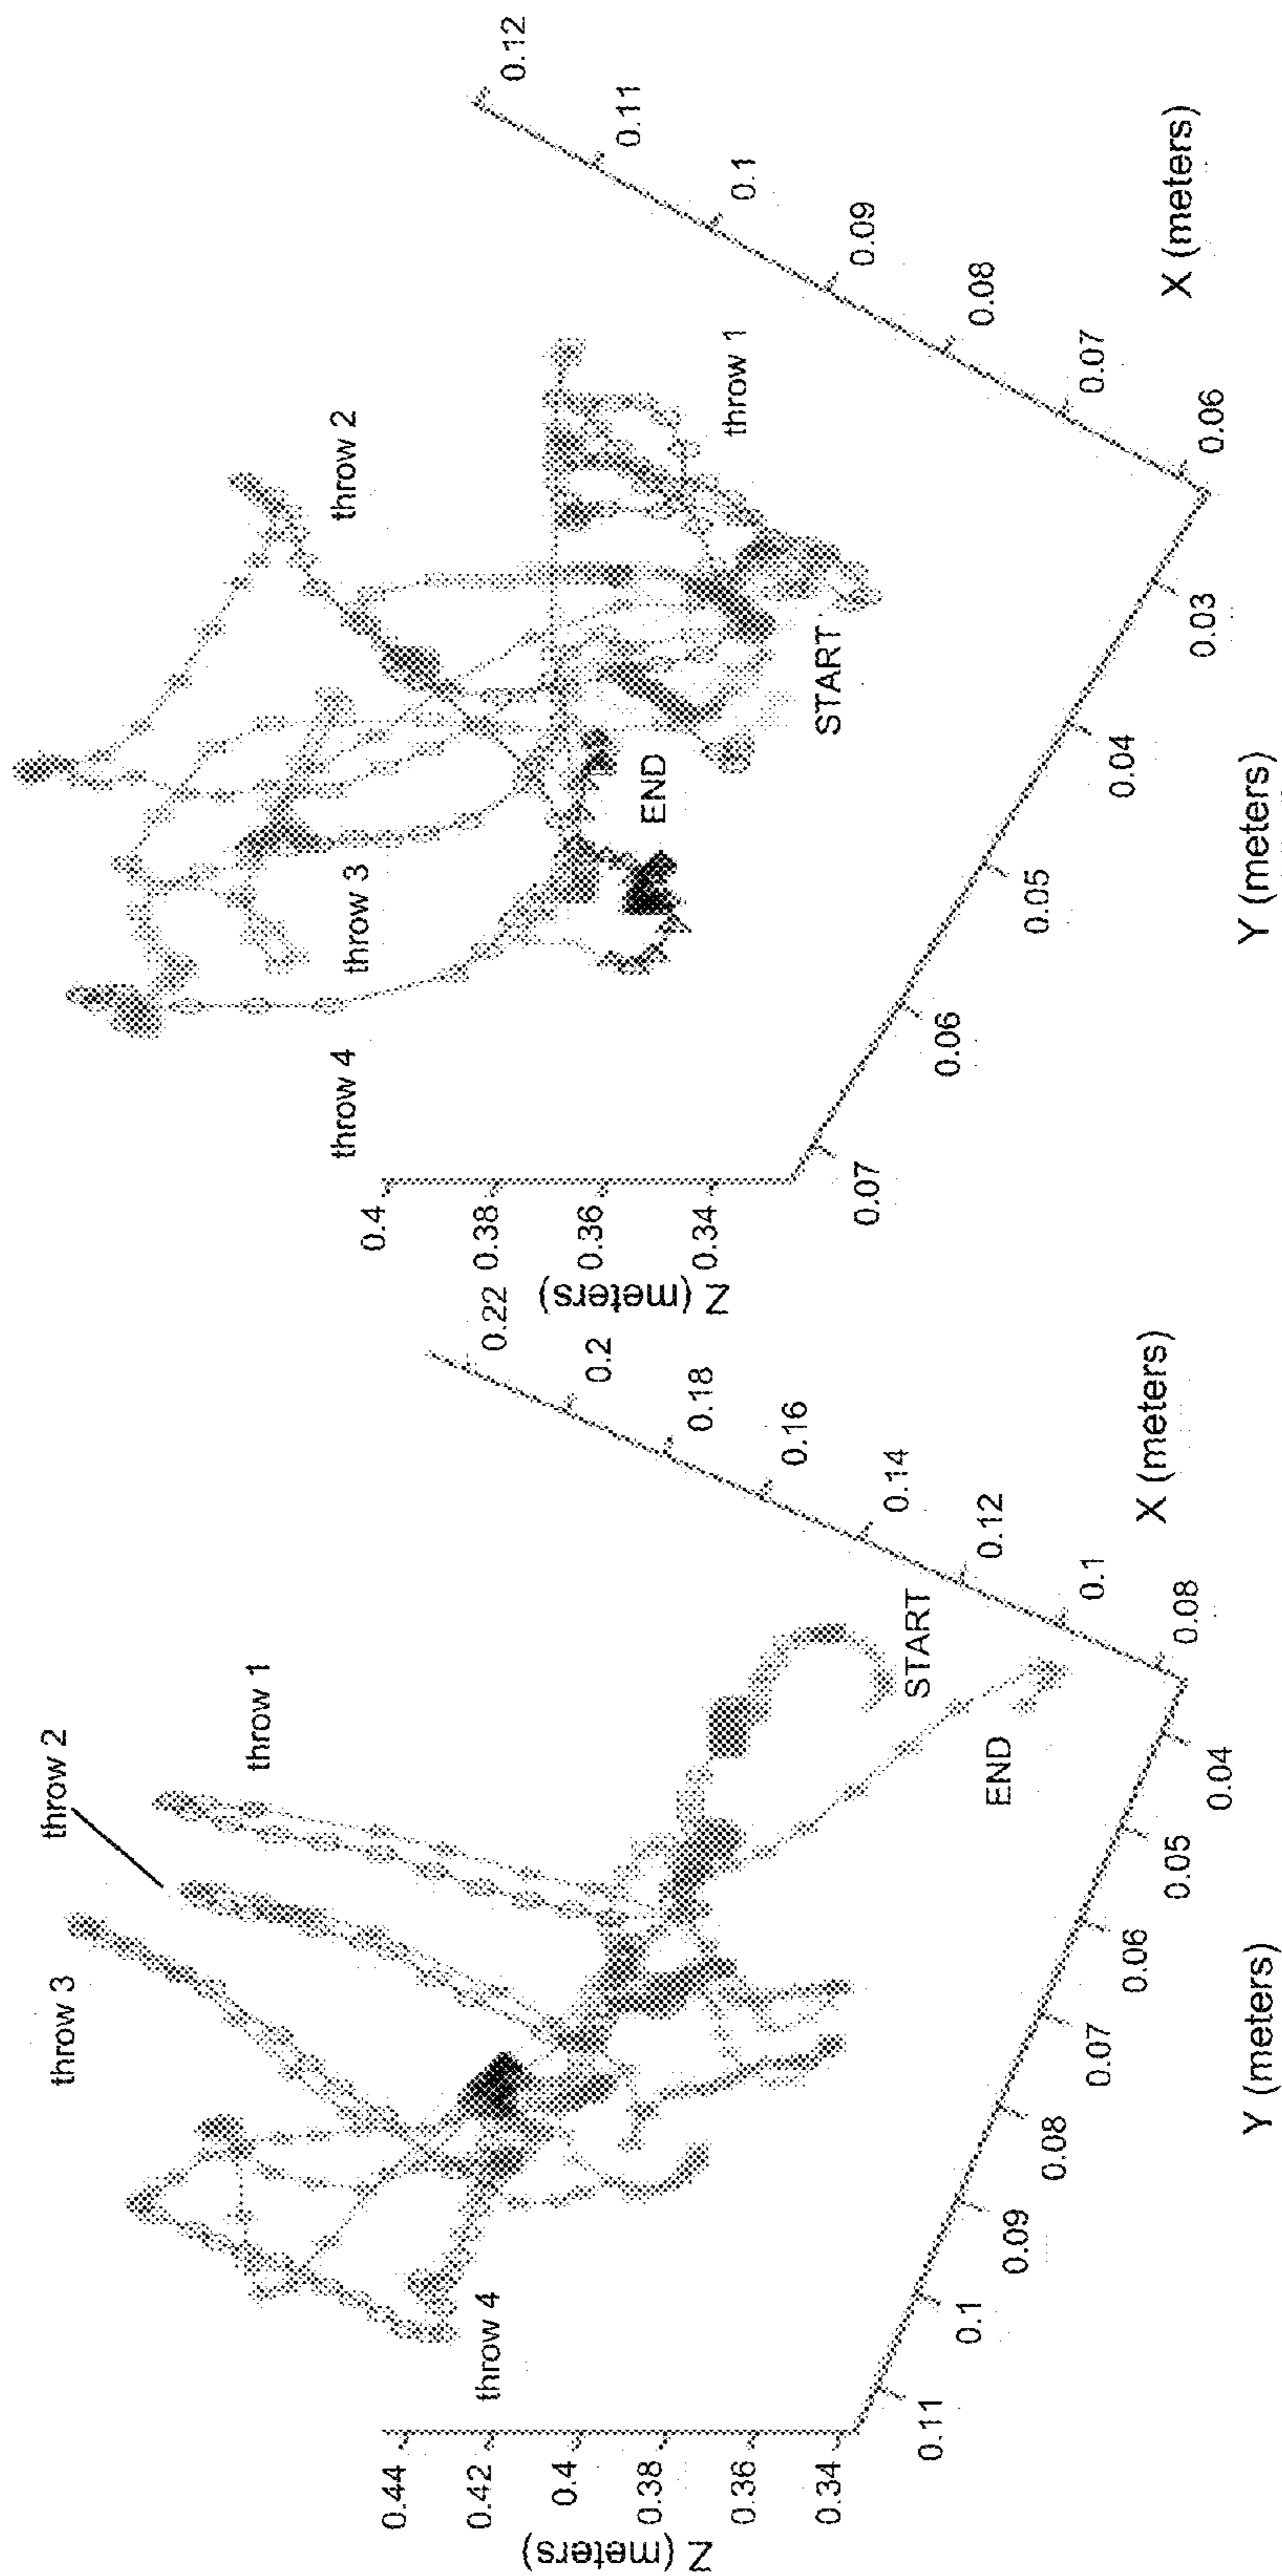 throw 2
throw 3
throw 1
throw 4
START
END
Z (meters)
0.44
0.42
0.4
0.38
0.36
0.34
Y (meters)
0.11
0.1
0.09
0.08
0.07
0.06
0.05
0.04
X (meters)
0.08
0.1
0.12
0.14
0.16
0.18
0.2
0.22
throw 2
throw 3
throw 4
throw 1
START
END
Z (meters)
0.4
0.38
0.36
0.34
Y (meters)
0.07
0.06
0.05
0.04
0.03
X (meters)
0.06
0.07
0.08
0.09
0.1
0.11
0.12